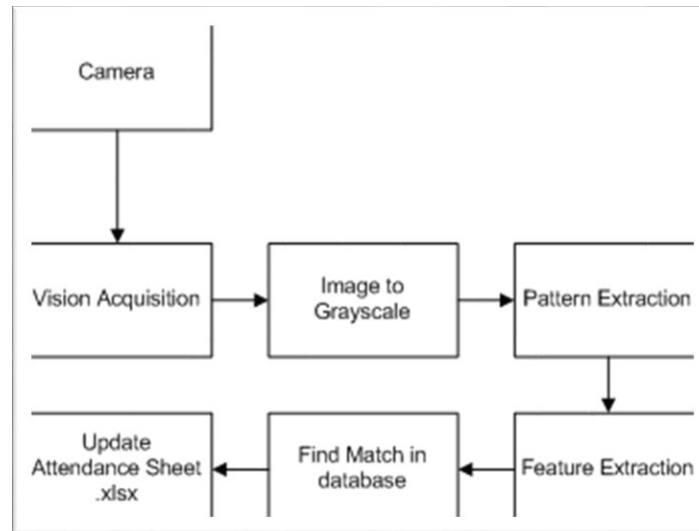 Camera
Vision Acquisition
Image to
Grayscale
Pattern Extraction
Feature Extraction
Find Match in
database
Update
Attendance Sheet
.xlsx